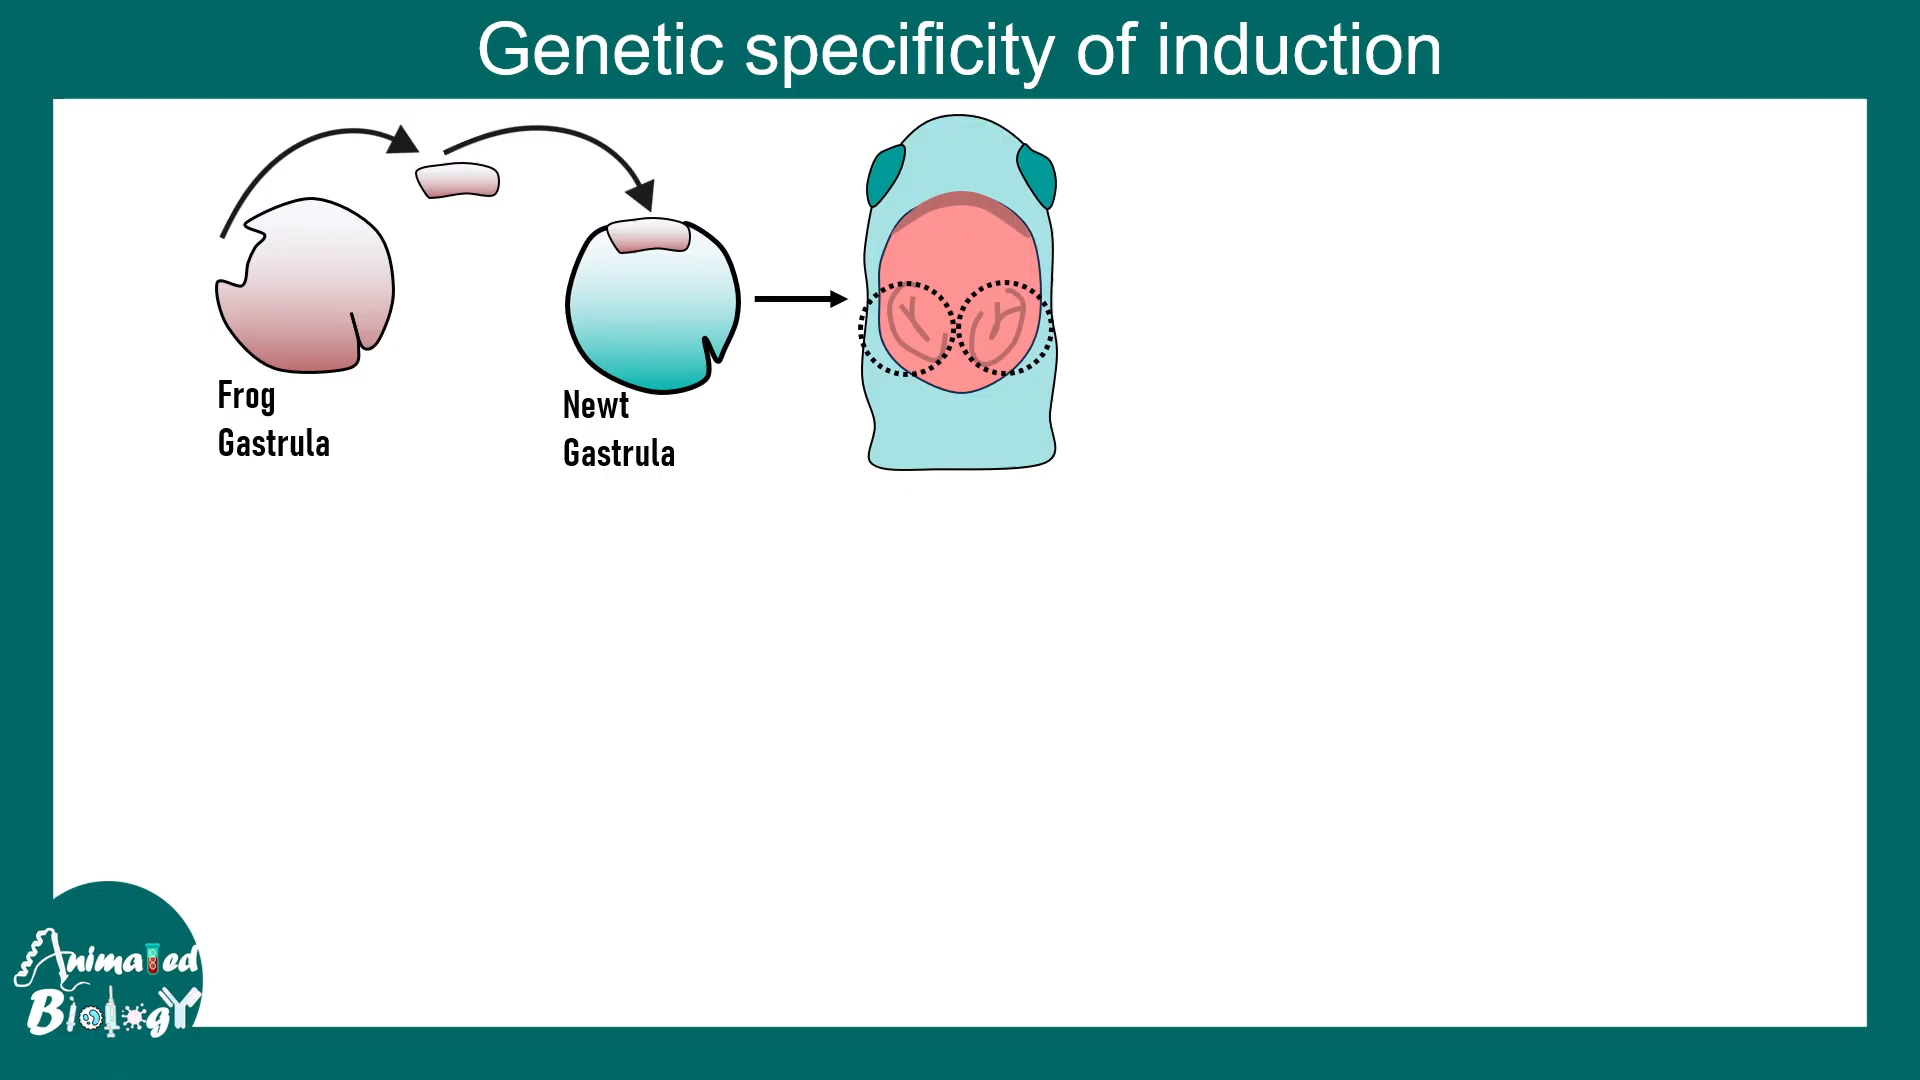 Genetic specificity of induction
Frog
Gastrula
Newt
Gastrula
Animated
Biology